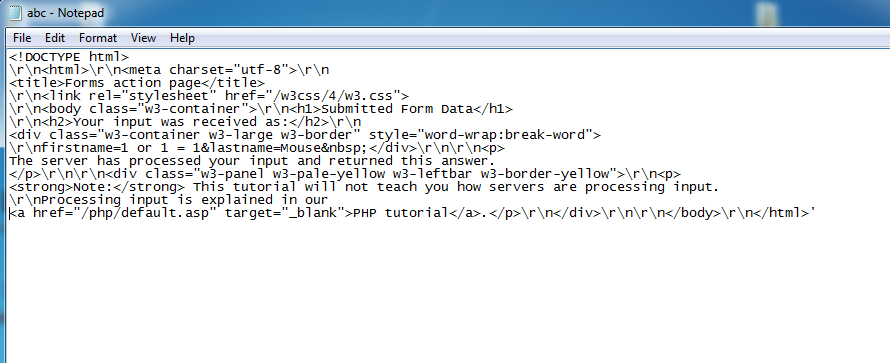 abc - Notepad
File Edit Format View Help
<!DOCTYPE html>
\r\n<html>\r\n<meta charset="utf-8">\r\n
<title>Forms action page</title>
\r\n<link rel="stylesheet" href="/w3css/4/w3.css">
\r\n<body class="w3-container">\r\n<h1>Submitted Form Data</h1>
\r\n<h2>Your input was received as:</h2>\r\n
<div class="w3-container w3-large w3-border" style="word-wrap:break-word">
\r\nfirstname=1 or 1 = 1&lastname=Mouse&nbsp;</div>\r\n\r\n<p>
The server has processed your input and returned this answer.
</p>\r\n\r\n<div class="w3-panel w3-pale-yellow w3-leftbar w3-border-yellow">\r\n<p>
<strong>Note:</strong> This tutorial will not teach you how servers are processing input.
\r\nProcessing input is explained in our
<a href="/php/default.asp" target="_blank">PHP tutorial</a>.</p>\r\n</div>\r\n\r\n</body>\r\n</html>'